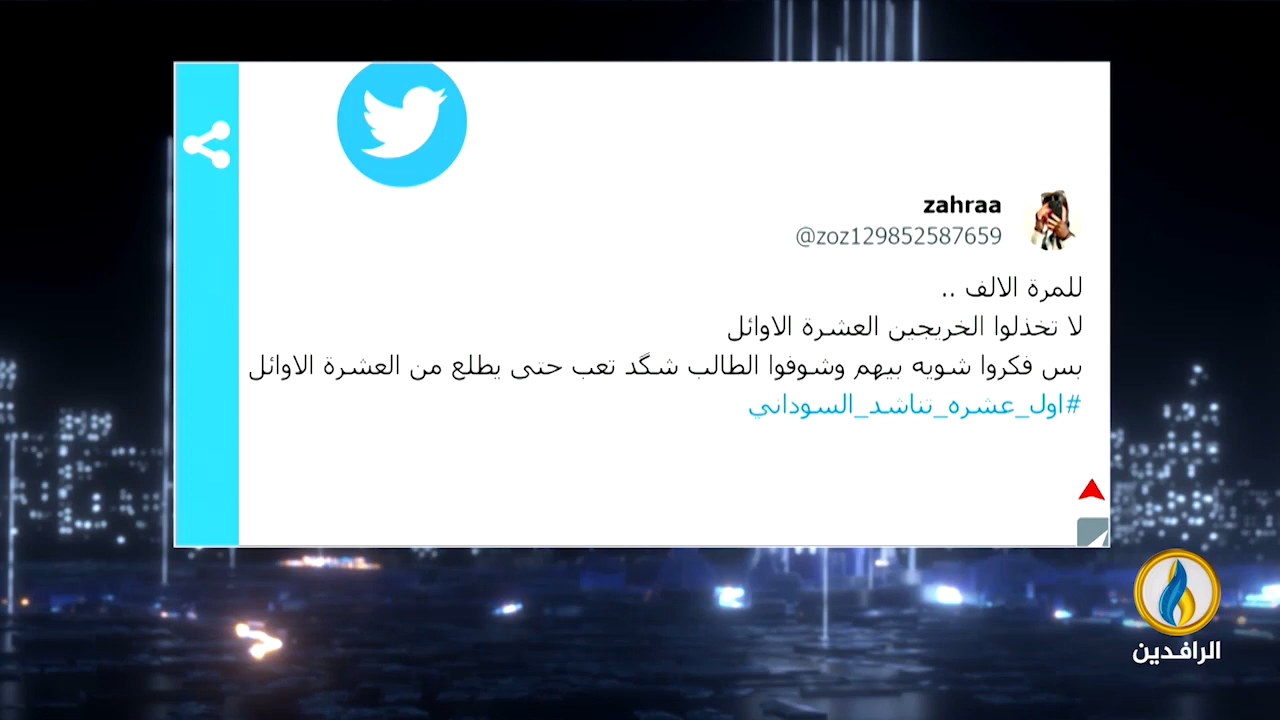 zahraa
@zoz129852587659
للمرة الالف ..
لا تخذلوا الخريجين العشرة الاوائل
بس فكروا شويه بيهم وشوفوا الطالب شگد تعب حتى يطلع من العشرة الاوائل
#اول_عشره_تناشد_السوداني
الرافدين